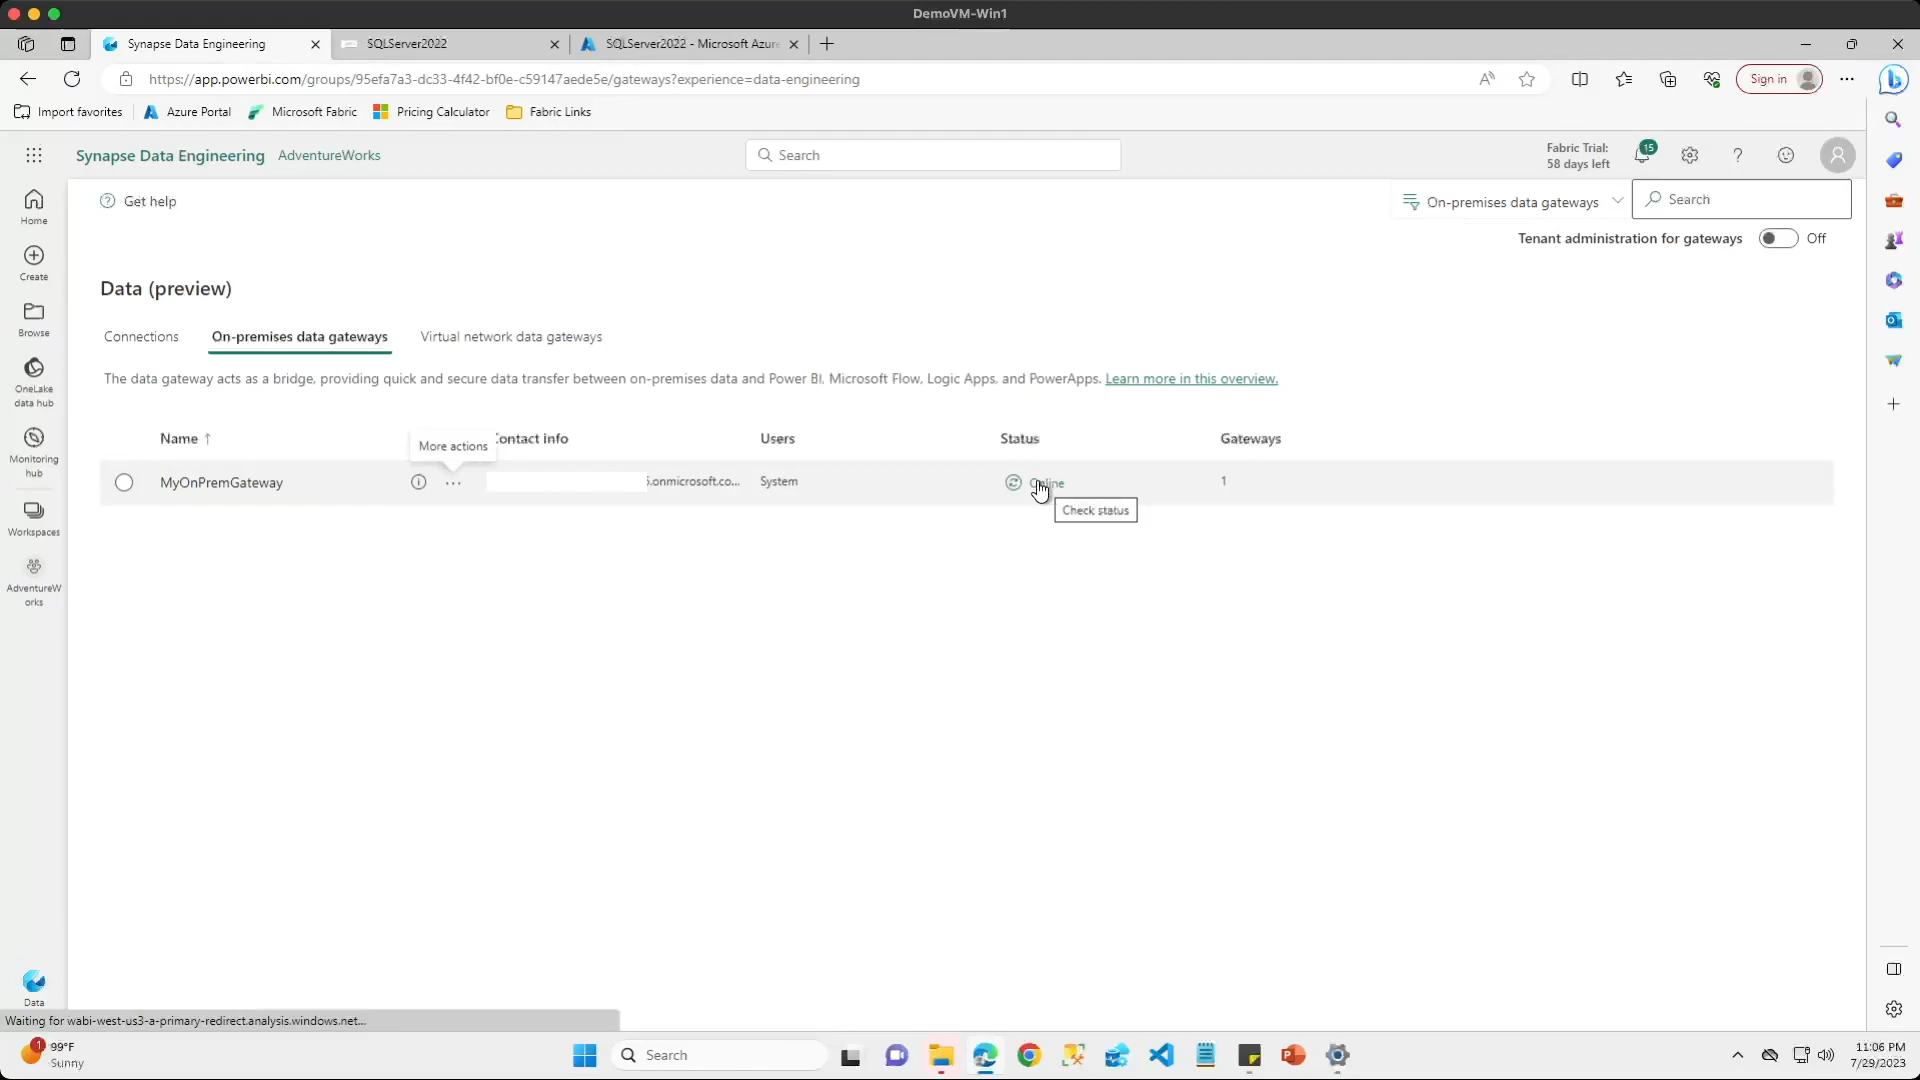 DemoVM-Win1
Synapse Data Engineering
SQLServer2022
SQLServer2022 - Microsoft Azur
https://app.powerbi.com/groups/95efa7a3-dc33-4f42-bf0e-c59147aede5e/gateways?experience=data-engineering
Sign in
Import favorites
Azure Portal
Microsoft Fabric
Pricing Calculator
Fabric Links
Synapse Data Engineering AdventureWorks
Search
Fabric Trial:
58 days left
15
Home
Create
Browse
OneLake
data hub
Monitoring
hub
Workspaces
AdventureW
orks
Data
Get help
On-premises data gateways
Search
Tenant administration for gateways
Off
Data (preview)
Connections
On-premises data gateways
Virtual network data gateways
The data gateway acts as a bridge, providing quick and secure data transfer between on-premises data and Power BI, Microsoft Flow, Logic Apps, and PowerApps. Learn more in this overview.
Name ↑
More actions
Contact info
Users
Status
Gateways
MyOnPremGateway
.onmicrosoft.co...
System
Online
1
Check status
Waiting for wabi-west-us3-a-primary-redirect.analysis.windows.net...
1
99°F
Sunny
Search
11:06 PM
7/29/2023